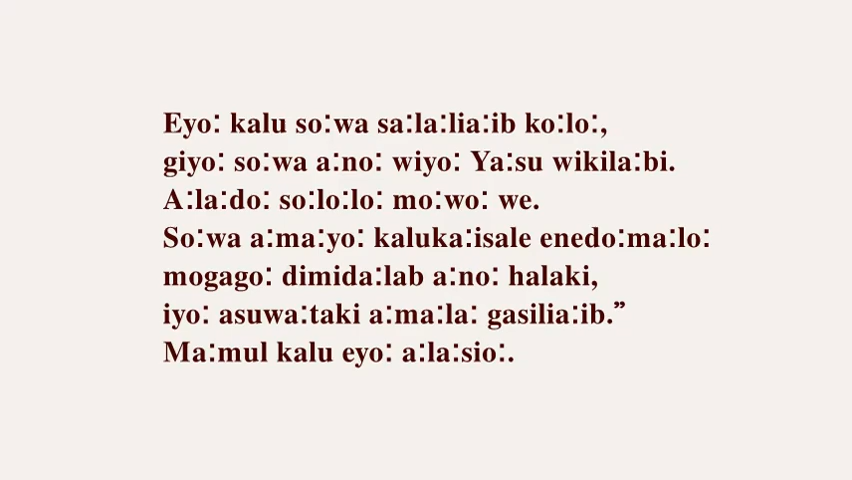 Eyo꞉ kalu so꞉wa sa꞉la꞉lia꞉ib ko꞉lo꞉,
giyo꞉ so꞉wa a꞉no꞉ wiyo꞉ Ya꞉su wikila꞉bi.
A꞉la꞉do꞉ so꞉lo꞉lo꞉ mo꞉wo꞉ we.
So꞉wa a꞉ma꞉yo꞉ kaluka꞉isale enedo꞉ma꞉lo꞉
mogago꞉ dimida꞉lab a꞉no꞉ halaki,
iyo꞉ asuwa꞉taki a꞉ma꞉la꞉ gasilia꞉ib.”
Ma꞉mul kalu eyo꞉ a꞉la꞉sio꞉.